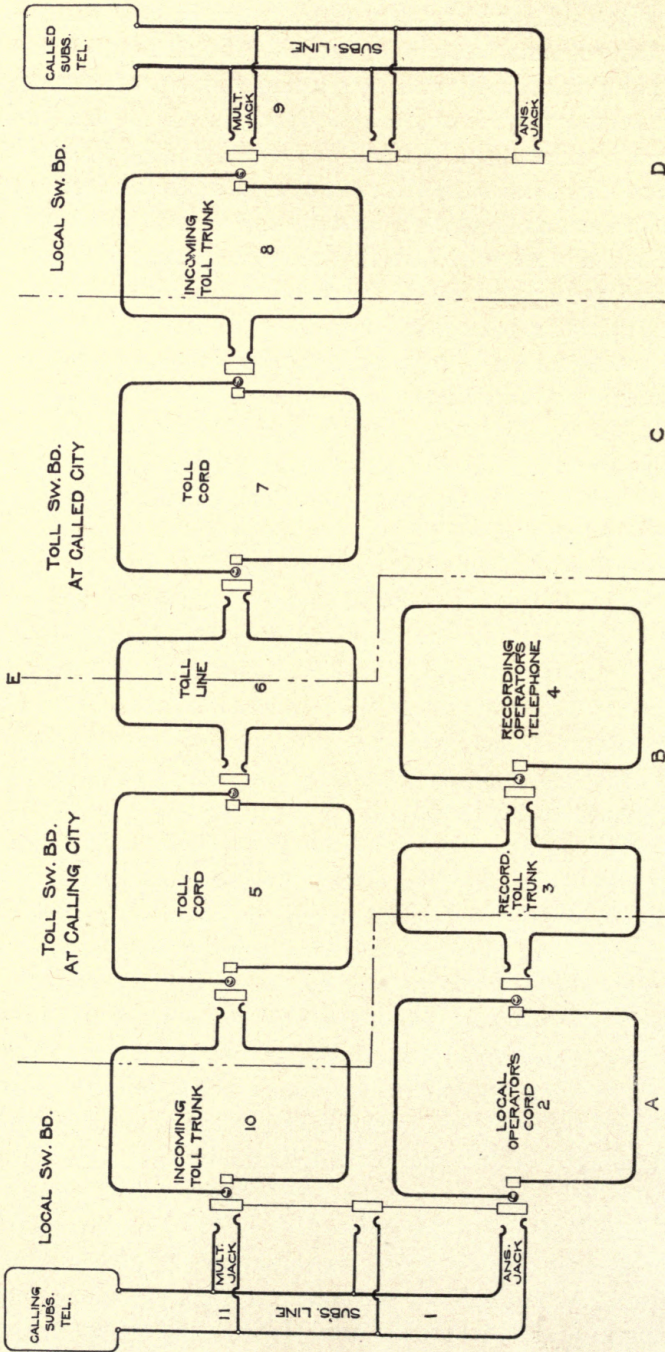 CALLING
SUBS.
TEL.
LOCAL SW. BD.
TOLL SW. BD.
AT CALLING CITY
E
TOLL SW. BD.
AT CALLED CITY
LOCAL SW. BD.
CALLED
SUBS.
TEL.
MULT.
JACK
11
SUBS. LINE
1
ANS.
JACK
INCOMING
TOLL TRUNK
10
TOLL
CORD
5
TOLL
LINE
6
TOLL
CORD
7
INCOMING
TOLL TRUNK
8
MULT.
JACK
9
SUBS. LINE
ANS.
JACK
LOCAL
OPERATOR'S
CORD
2
RECORD.
TOLL
TRUNK
3
RECORDING
OPERATORS
TELEPHONE
4
A
B
C
D